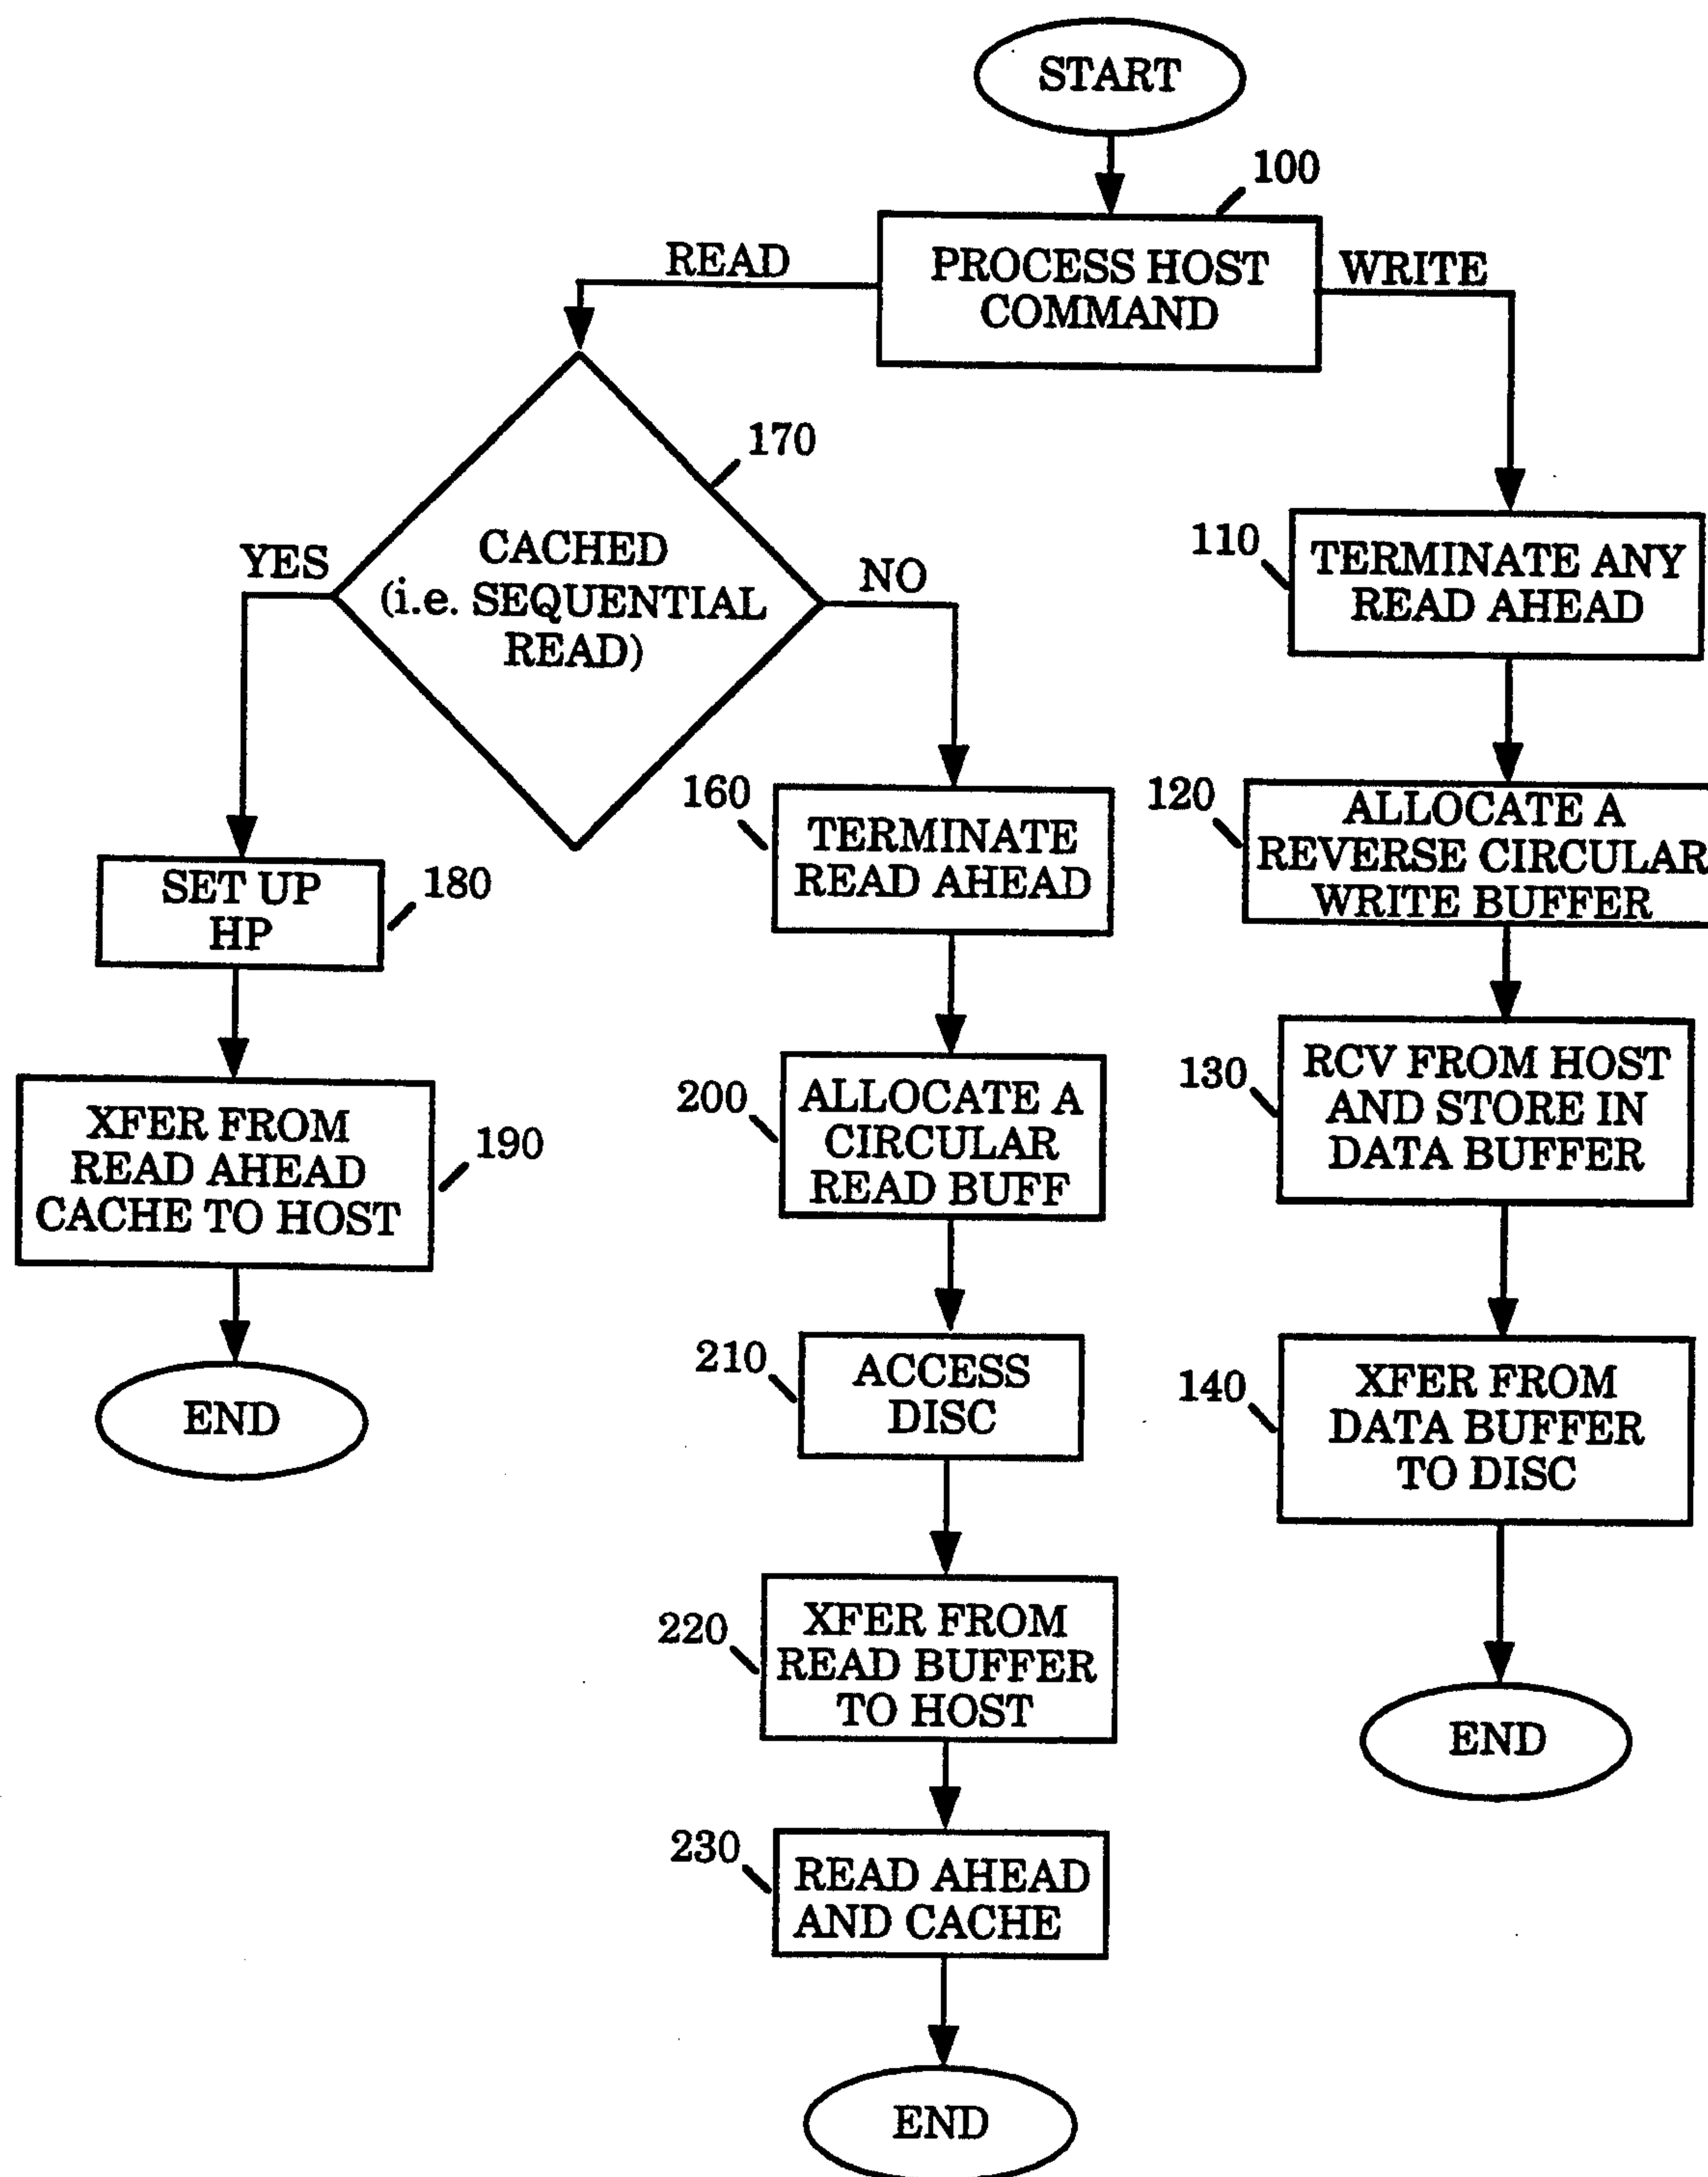 START
100
PROCESS HOST
COMMAND
READ
WRITE
170
CACHED
(i.e. SEQUENTIAL
READ)
YES
NO
110
TERMINATE ANY
READ AHEAD
160
TERMINATE
READ AHEAD
120
ALLOCATE A
REVERSE CIRCULAR
WRITE BUFFER
SET UP
HP
180
130
RCV FROM HOST
AND STORE IN
DATA BUFFER
200
ALLOCATE A
CIRCULAR
READ BUFF
XFER FROM
READ AHEAD
CACHE TO HOST
190
210
ACCESS
DISC
140
XFER FROM
DATA BUFFER
TO DISC
END
220
XFER FROM
READ BUFFER
TO HOST
END
230
READ AHEAD
AND CACHE
END